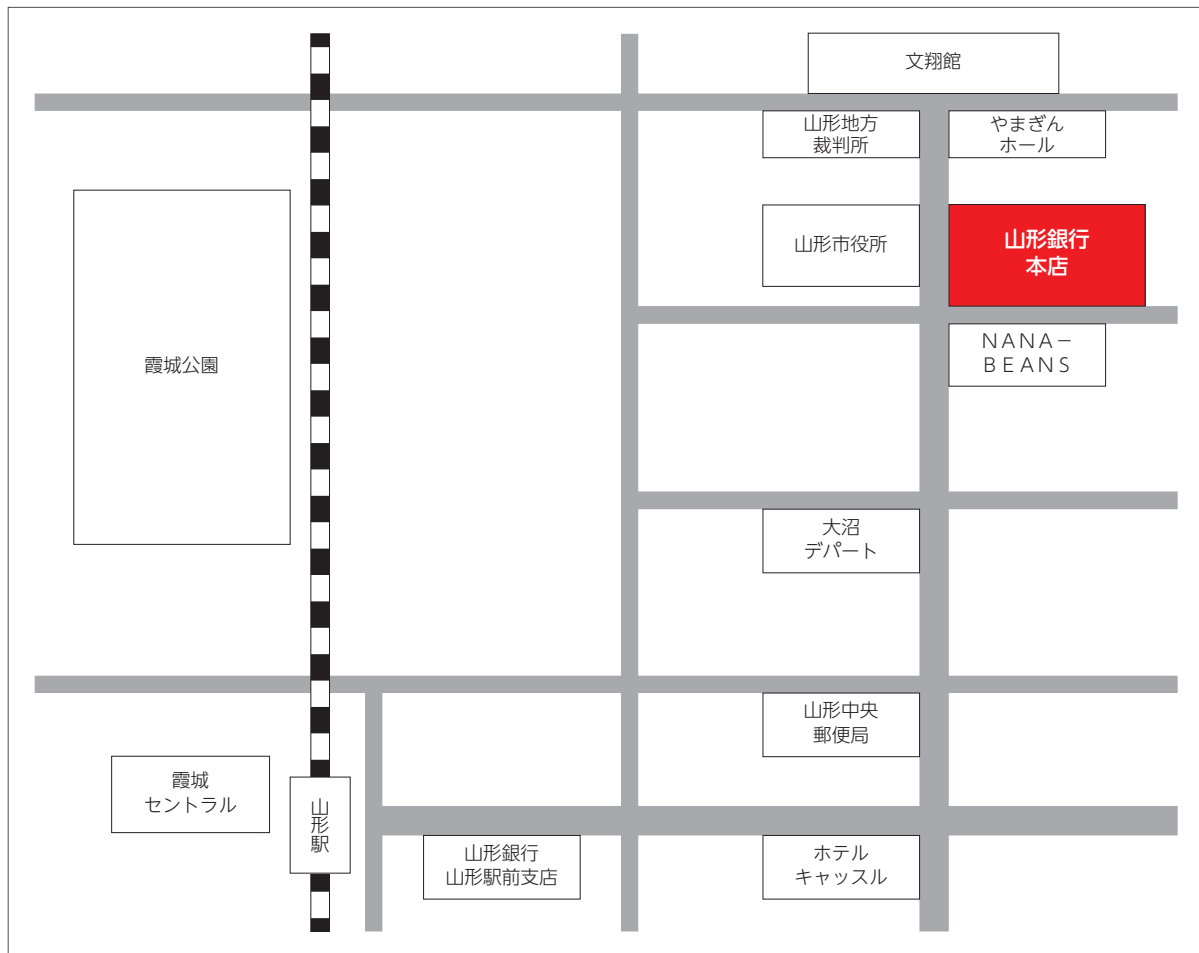 文翔館
山形地方
裁判所
やまぎん
ホール
山形市役所
山形銀行
本店
NANA－
BEANS
霞城公園
大沼
デパート
山形中央
郵便局
霞城
セントラル
山形駅
山形銀行
山形駅前支店
ホテル
キャッスル